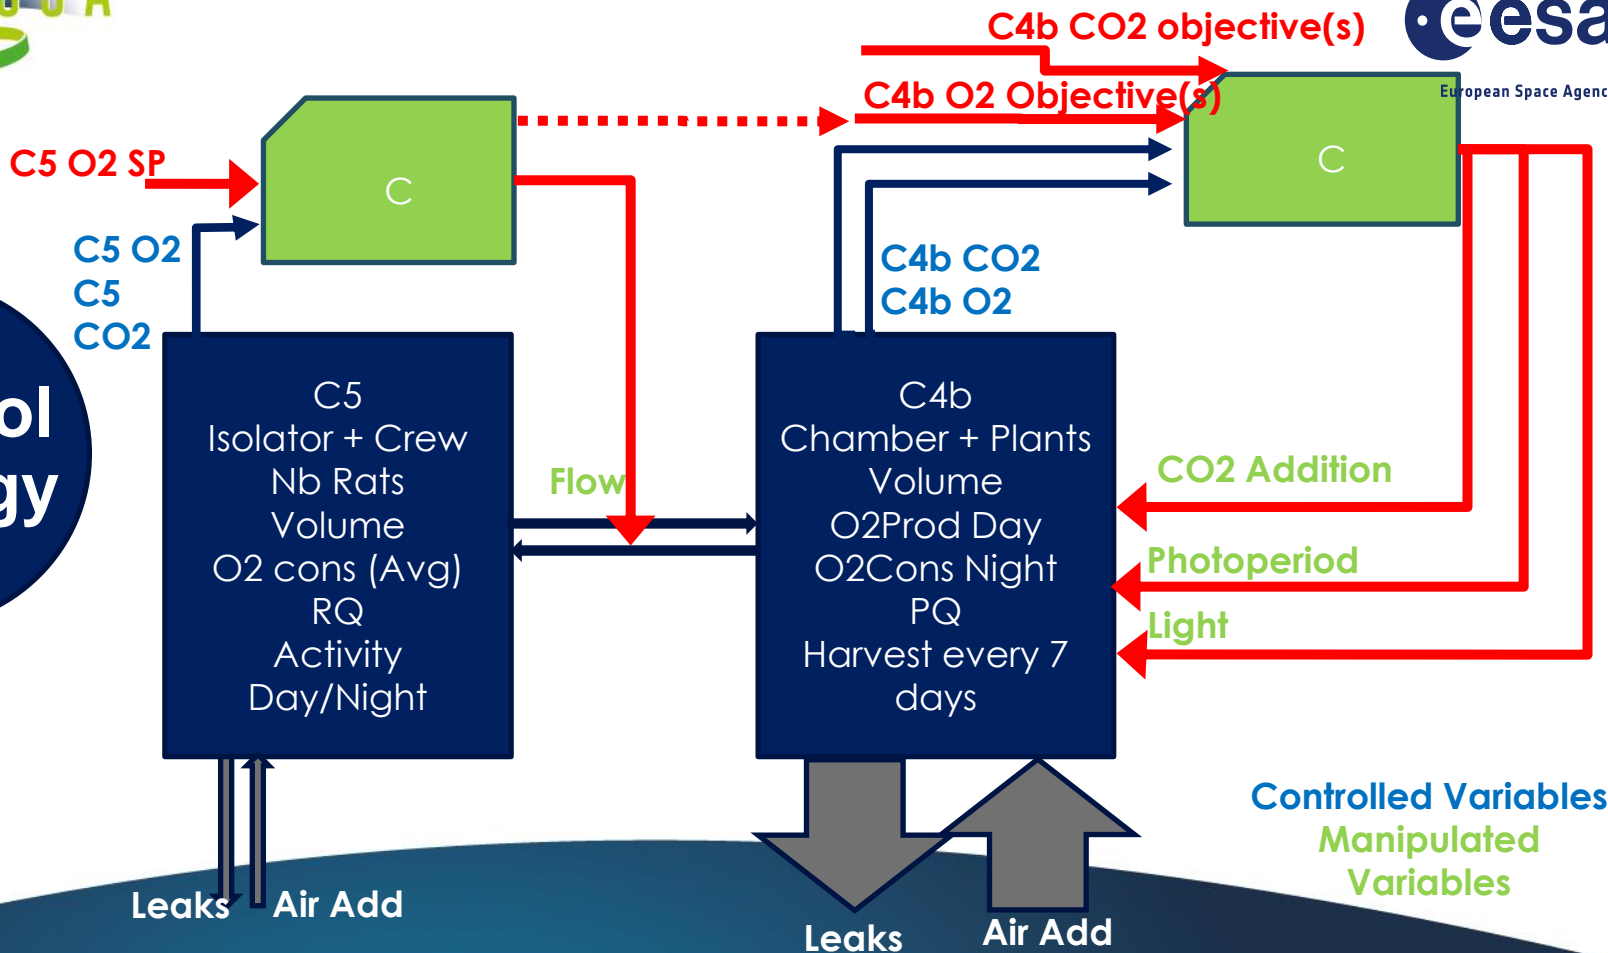 C4b CO2 objective(s)
eesa
European Space Agenc
C4b O2 Objective(s)
C5 O2 SP
C
C
C5 O2
C5
CO2
C4b CO2
C4b O2
ol
gy
C5
Isolator + Crew
Nb Rats
Volume
O2 cons (Avg)
RQ
Activity
Day/Night
Flow
C4b
Chamber + Plants
Volume
O2Prod Day
O2Cons Night
PQ
Harvest every 7
days
CO2 Addition
Photoperiod
Light
Controlled Variables
Manipulated
Variables
Leaks
Air Add
Leaks
Air Add